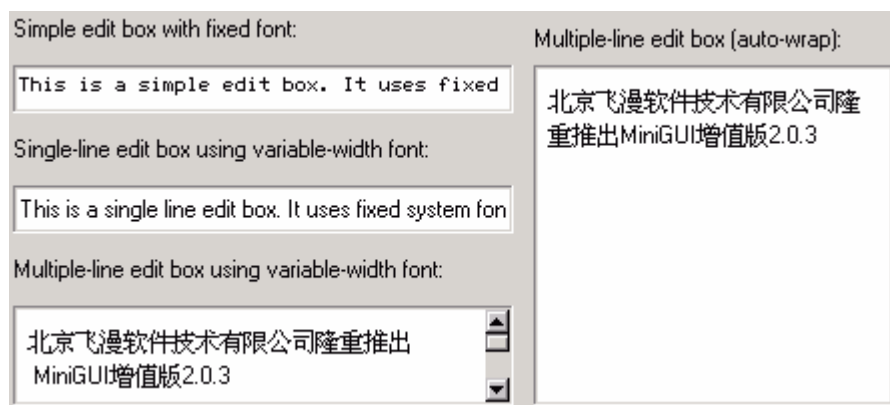 Simple edit box with fixed font:
This is a simple edit box. It uses fixed
Single-line edit box using variable-width font:
This is a single line edit box. It uses fixed system fon
Multiple-line edit box using variable-width font:
北京飞漫软件技术有限公司隆重推出
MiniGUI增值版2.0.3
Multiple-line edit box (auto-wrap):
北京飞漫软件技术有限公司隆
重推出MiniGUI增值版2.0.3